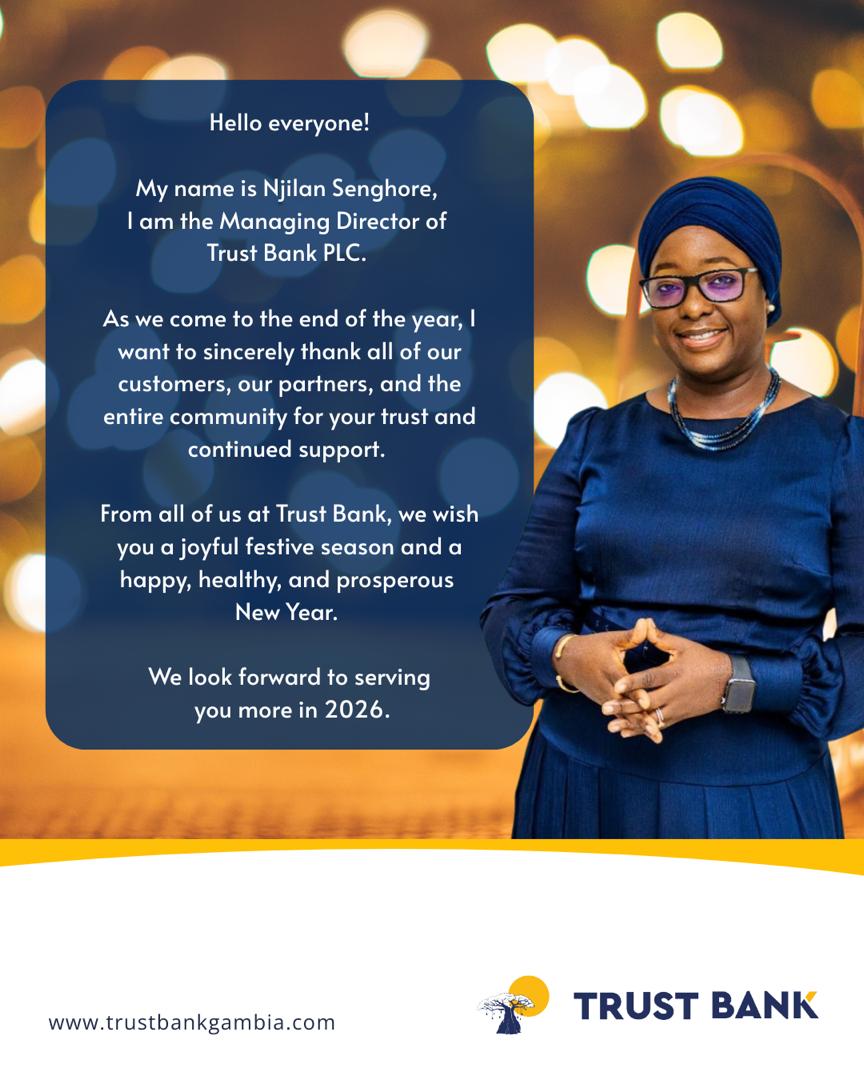 Hello everyone!
My name is Njilan Senghore,
I am the Managing Director of
Trust Bank PLC.
As we come to the end of the year, I
want to sincerely thank all of our
customers, our partners, and the
entire community for your trust and
continued support.
From all of us at Trust Bank, we wish
you a joyful festive season and a
happy, healthy, and prosperous
New Year.
We look forward to serving
you more in 2026.
www.trustbankgambia.com
TRUST BANK